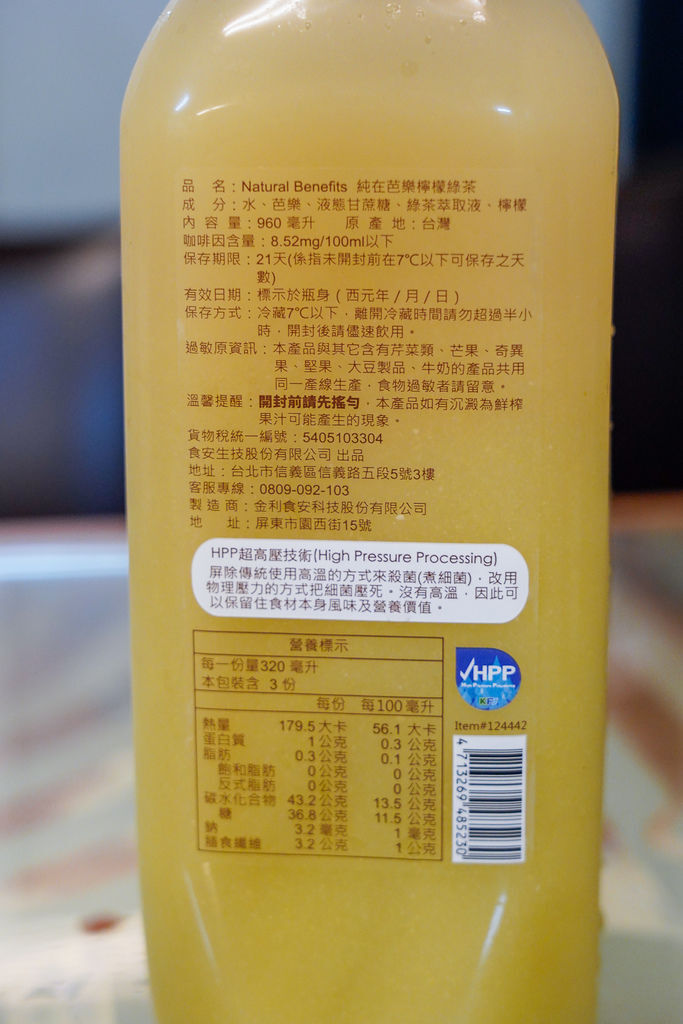 品　名：Natural Benefits 純在芭樂檸檬綠茶
成　分：水、芭樂、液態甘蔗糖、綠茶萃取液、檸檬
內 容 量：960 毫升　原 產 地：台灣
咖啡因含量：8.52mg/100ml以下
保存期限：21天(係指未開封前在7℃以下可保存之天
數)
有效日期：標示於瓶身（西元年／月／日）
保存方式：冷藏7℃以下，離開冷藏時間請勿超過半小
時，開封後請儘速飲用。
過敏原資訊：本產品與其它含有芹菜類、芒果、奇異
果、堅果、大豆製品、牛奶的產品共用
同一產線生產，食物過敏者請留意。
溫馨提醒：開封前請先搖勻，本產品如有沉澱為鮮榨
果汁可能產生的現象。
貨物稅統一編號：5405103304
食安生技股份有限公司 出品
地址：台北市信義區信義路五段5號3樓
客服專線：0809-092-103
製 造 商：金利食安科技股份有限公司
地　址：屏東市園西街15號
HPP超高壓技術(High Pressure Processing)
屏除傳統使用高溫的方式來殺菌(煮細菌)，改用
物理壓力的方式把細菌壓死。沒有高溫，因此可
以保留住食材本身風味及營養價值。
營養標示
每一份量320 毫升
本包裝含 3 份
每份　每100毫升
熱量　179.5大卡　56.1 大卡
蛋白質　1公克　0.3 公克
脂肪　0.3公克　0.1 公克
飽和脂肪　0公克　0 公克
反式脂肪　0公克　0 公克
碳水化合物　43.2公克　13.5 公克
糖　36.8公克　11.5 公克
鈉　3.2毫克　1 毫克
膳食纖維　3.2公克　1 公克
HPP
High Pressure Processing
Item#124442
4 713269 485230